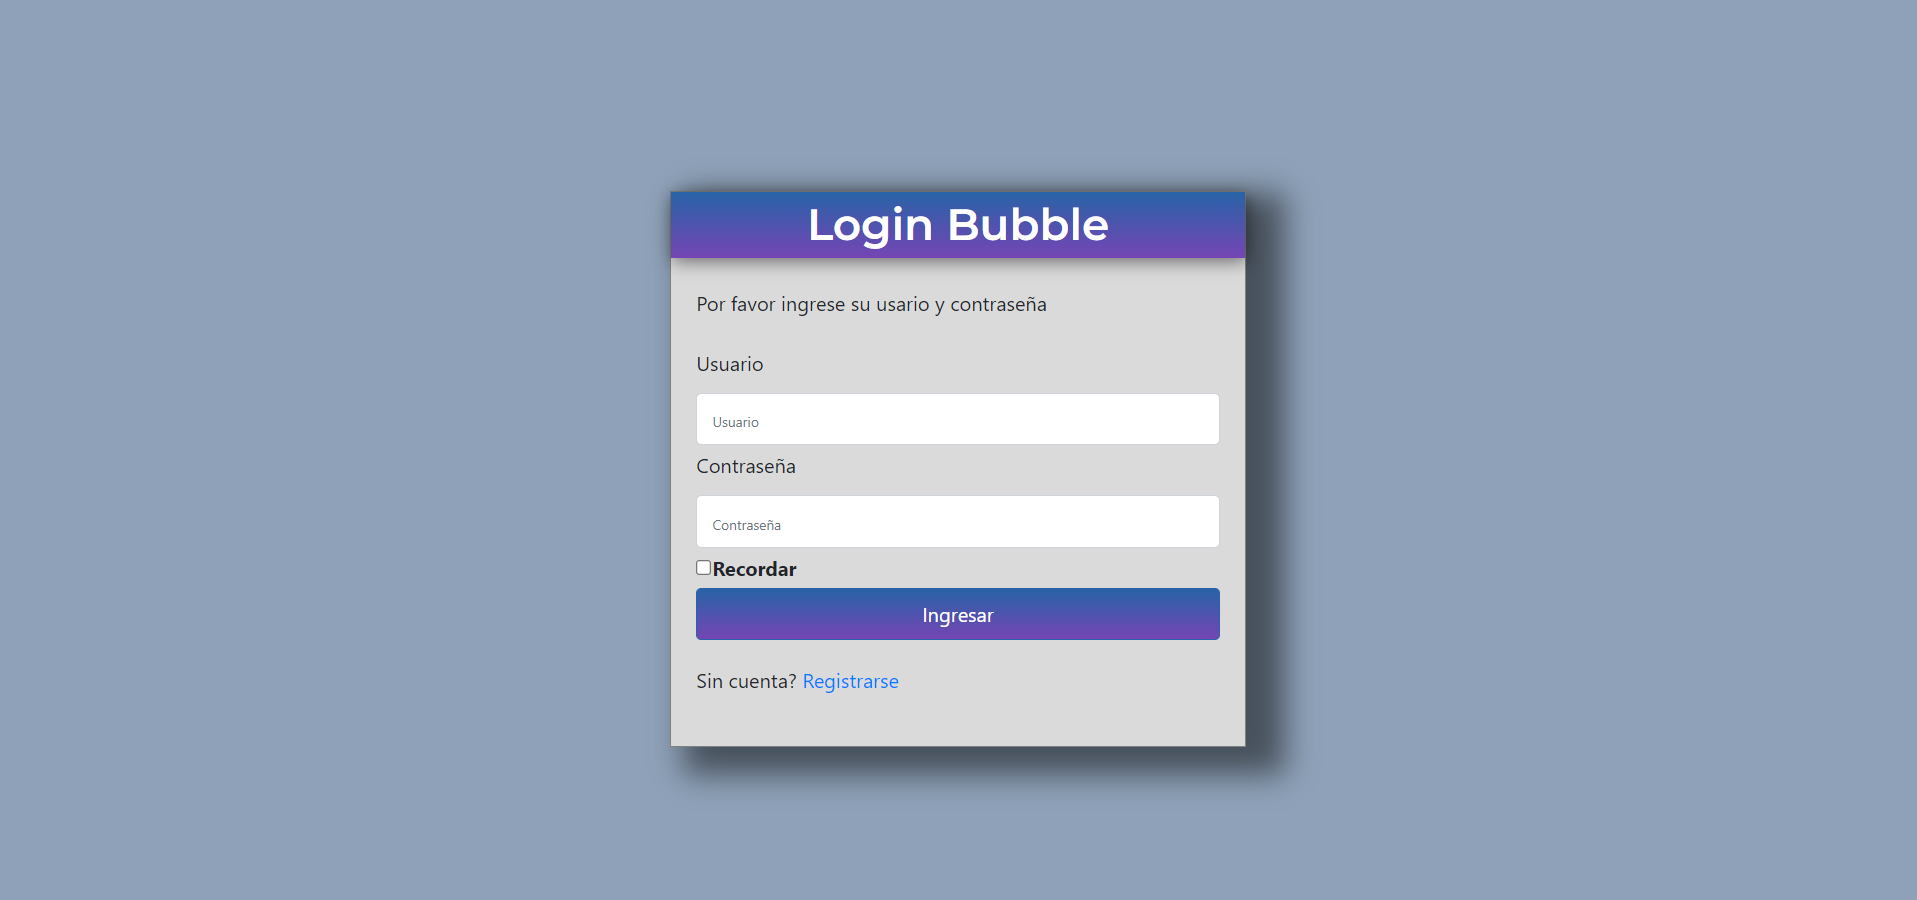 Login Bubble
Por favor ingrese su usario y contraseña
Usuario
Usuario
Contraseña
Contraseña
Recordar
Ingresar
Sin cuenta? Registrarse